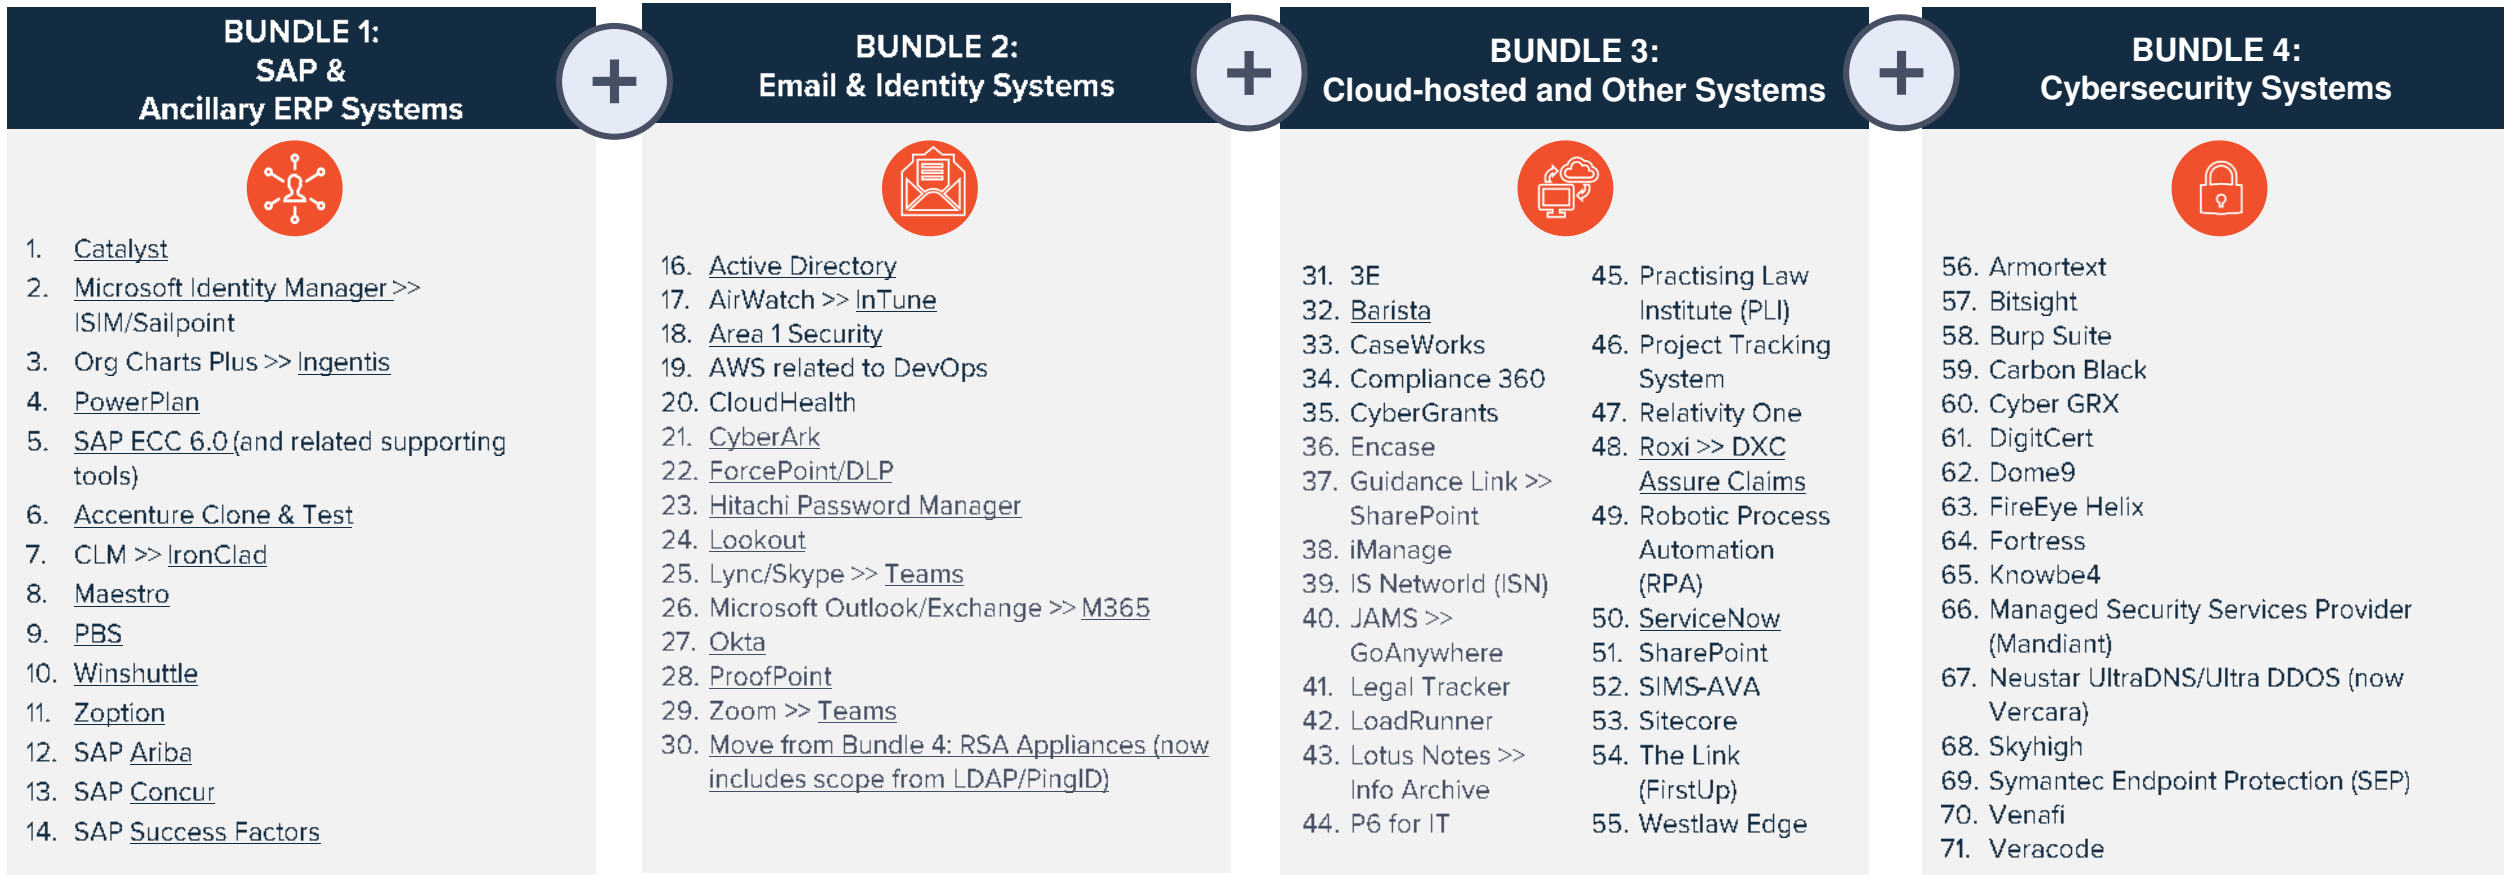 BUNDLE 1:
SAP &
Ancillary ERP Systems
1. Catalyst
2. Microsoft Identity Manager >>
ISIM/Sailpoint
3. Org Charts Plus >> Ingentis
4. PowerPlan
5. SAP ECC 6.0 (and related supporting
tools)
6. Accenture Clone & Test
7. CLM >> IronClad
8. Maestro
9. PBS
10. Winshuttle
11. Zoption
12. SAP Ariba
13. SAP Concur
14. SAP Success Factors
+
BUNDLE 2:
Email & Identity Systems
16. Active Directory
17. AirWatch >> InTune
18. Area 1 Security
19. AWS related to DevOps
20. CloudHealth
21. CyberArk
22. ForcePoint/DLP
23. Hitachi Password Manager
24. Lookout
25. Lync/Skype >> Teams
26. Microsoft Outlook/Exchange >> M365
27. Okta
28. ProofPoint
29. Zoom >> Teams
30. Move from Bundle 4: RSA Appliances (now
includes scope from LDAP/PingID)
+
BUNDLE 3:
Cloud-hosted and Other Systems
31. 3E
32. Barista
33. CaseWorks
34. Compliance 360
35. CyberGrants
36. Encase
37. Guidance Link >>
SharePoint
38. iManage
39. IS Networld (ISN)
40. JAMS >>
GoAnywhere
41. Legal Tracker
42. LoadRunner
43. Lotus Notes >>
Info Archive
44. P6 for IT
45. Practising Law
Institute (PLI)
46. Project Tracking
System
47. Relativity One
48. Roxi >> DXC
Assure Claims
49. Robotic Process
Automation
(RPA)
50. ServiceNow
51. SharePoint
52. SIMS-AVA
53. Sitecore
54. The Link
(FirstUp)
55. Westlaw Edge
+
BUNDLE 4:
Cybersecurity Systems
56. Armortext
57. Bitsight
58. Burp Suite
59. Carbon Black
60. Cyber GRX
61. DigitCert
62. Dome9
63. FireEye Helix
64. Fortress
65. Knowbe4
66. Managed Security Services Provider
(Mandiant)
67. Neustar UltraDNS/Ultra DDOS (now
Vercara)
68. Skyhigh
69. Symantec Endpoint Protection (SEP)
70. Venafi
71. Veracode